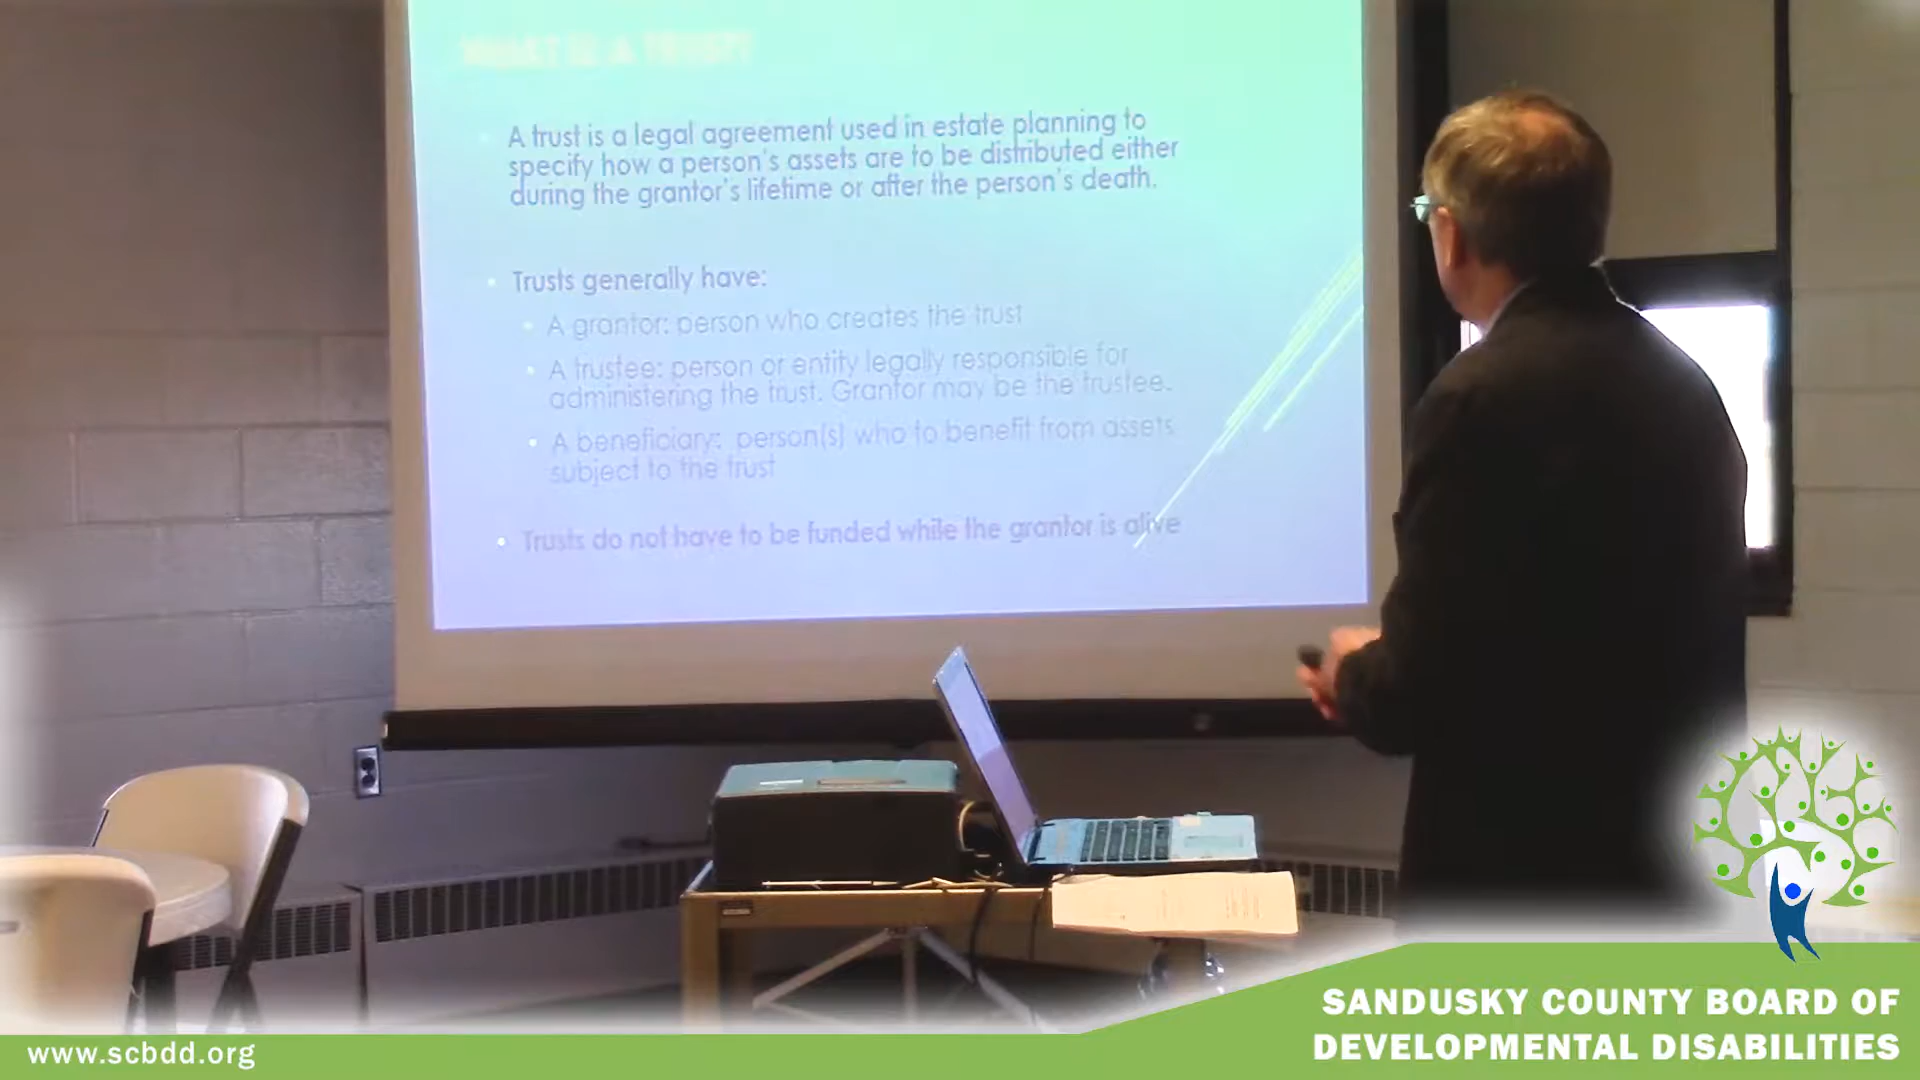 WHAT IS A TRUST?
A trust is a legal agreement used in estate planning to
specify how a person's assets are to be distributed either
during the grantor's lifetime or after the person's death.
Trusts generally have:
A grantor: person who creates the trust
A trustee: person or entity legally responsible for
administering the trust. Grantor may be the trustee.
A beneficiary: person(s) who to benefit from assets
subject to the trust
Trusts do not have to be funded while the grantor is alive
SANDUSKY COUNTY BOARD OF
DEVELOPMENTAL DISABILITIES
www.scbdd.org